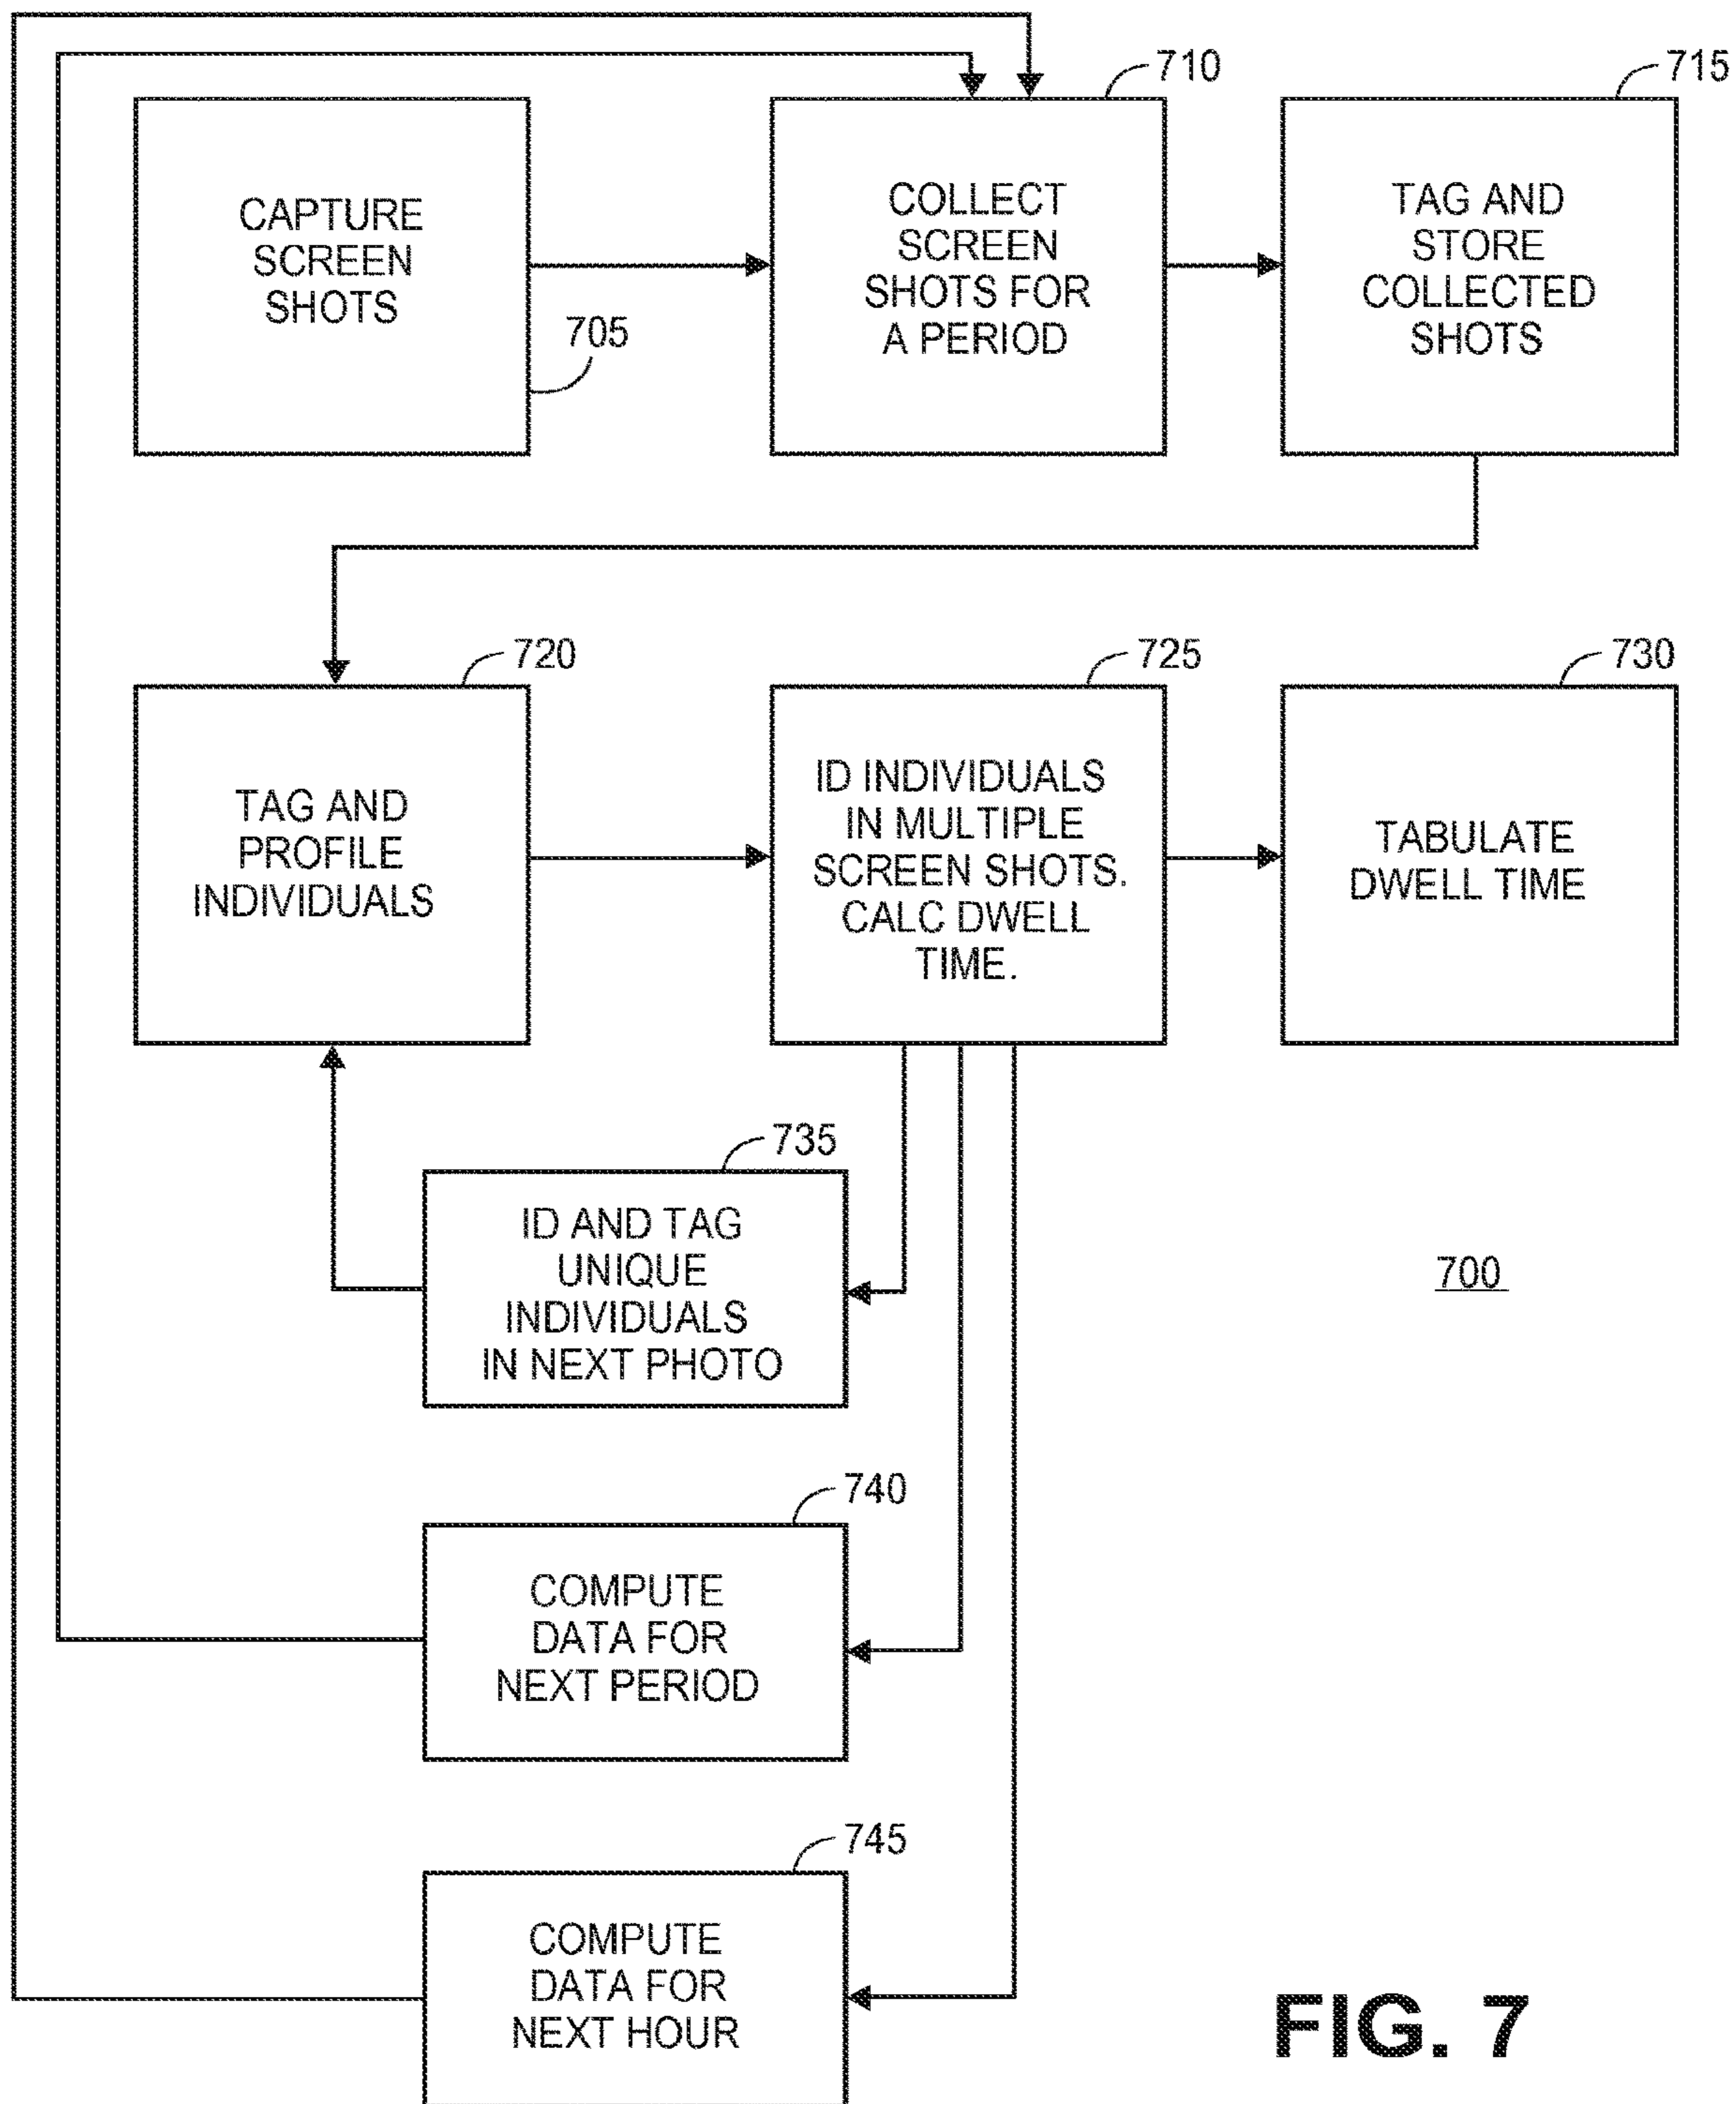 710
715
CAPTURE
SCREEN
SHOTS
705
COLLECT
SCREEN
SHOTS FOR
A PERIOD
TAG AND
STORE
COLLECTED
SHOTS
720
725
730
TAG AND
PROFILE
INDIVIDUALS
ID INDIVIDUALS
IN MULTIPLE
SCREEN SHOTS.
CALC DWELL
TIME.
TABULATE
DWELL TIME
735
ID AND TAG
UNIQUE
INDIVIDUALS
IN NEXT PHOTO
700
740
COMPUTE
DATA FOR
NEXT PERIOD
745
COMPUTE
DATA FOR
NEXT HOUR
FIG. 7